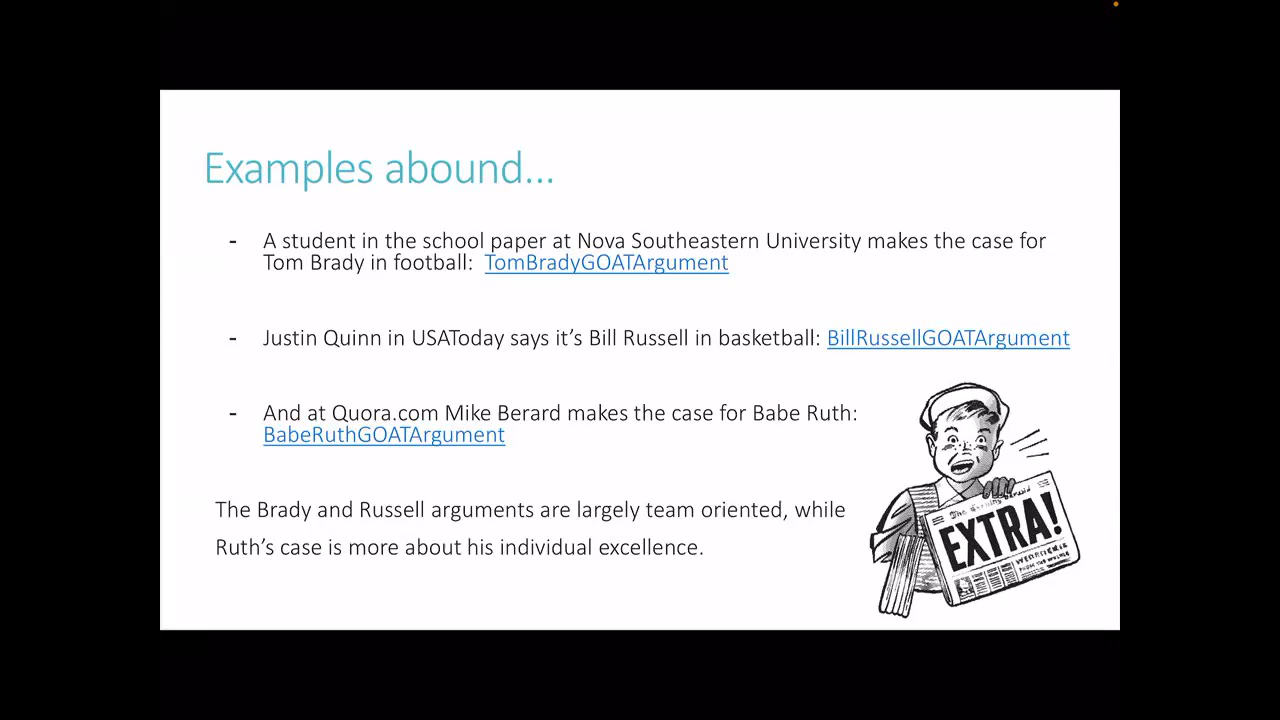 Examples abound...
- A student in the school paper at Nova Southeastern University makes the case for
Tom Brady in football: TomBradyGOATArgument
- Justin Quinn in USAToday says it’s Bill Russell in basketball: BillRussellGOATArgument
- And at Quora.com Mike Berard makes the case for Babe Ruth:
BabeRuthGOATArgument
The Brady and Russell arguments are largely team oriented, while
Ruth’s case is more about his individual excellence.
EXTRA!